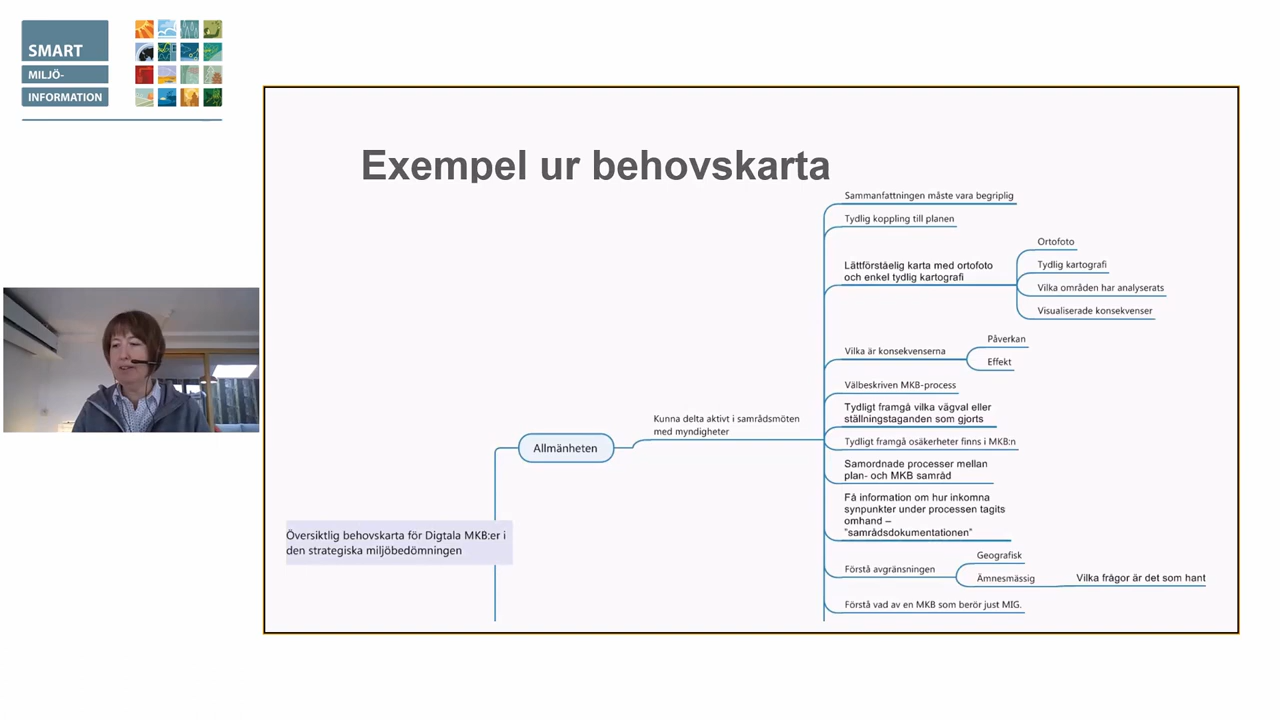 SMART
MILJÖ-
INFORMATION
Exempel ur behovskarta
Sammanfattningen måste vara begriplig
Tydlig koppling till planen
Lättförståelig karta med ortofoto
och enkel tydlig kartografi
Ortofoto
Tydlig kartografi
Vilka områden har analyserats
Visualiserade konsekvenser
Vilka är konsekvenserna
Påverkan
Effekt
Välbeskriven MKB-process
Tydligt framgå vilka vägval eller
ställningstaganden som gjorts
Kunna delta aktivt i samrådsmöten
med myndigheter
Allmänheten
Tydligt framgå osäkerheter finns i MKB:n
Samordnade processer mellan
plan- och MKB samråd
Få information om hur inkomna
synpunkter under processen tagits
omhand –
"samrådsdokumentationen"
Översiktlig behovskarta för Digtala MKB:er i
den strategiska miljöbedömningen
Förstå avgränsningen
Geografisk
Ämnesmässig
Vilka frågor är det som hant
Förstå vad av en MKB som berör just MIG.